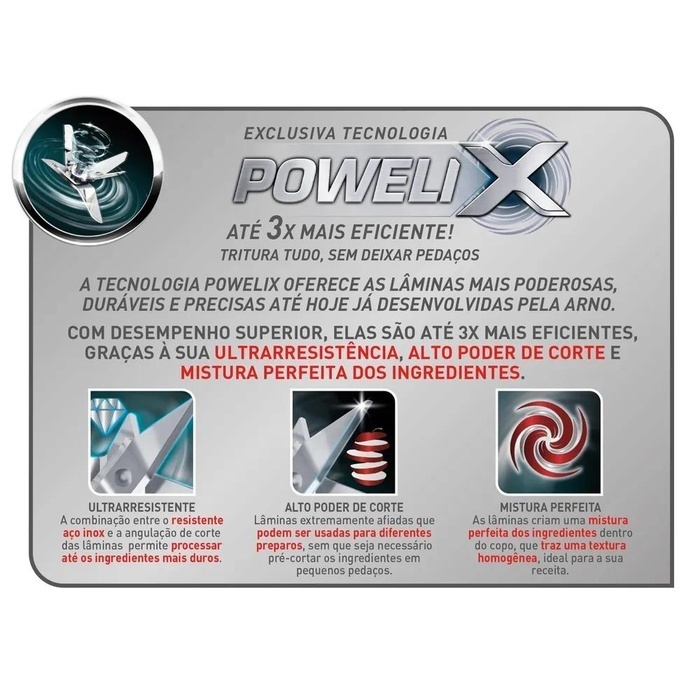 EXCLUSIVA TECNOLOGIA
POWELIX
ATÉ 3X MAIS EFICIENTE!
TRITURA TUDO, SEM DEIXAR PEDAÇOS
A TECNOLOGIA POWELIX OFERECE AS LÂMINAS MAIS PODEROSAS,
DURÁVEIS E PRECISAS ATÉ HOJE JÁ DESENVOLVIDAS PELA ARNO.
COM DESEMPENHO SUPERIOR, ELAS SÃO ATÉ 3X MAIS EFICIENTES,
GRAÇAS À SUA ULTRARRESISTÊNCIA, ALTO PODER DE CORTE E
MISTURA PERFEITA DOS INGREDIENTES.
ULTRARRESISTENTE
A combinação entre o resistente
aço inox e a angulação de corte
das lâminas permite processar
até os ingredientes mais duros.
ALTO PODER DE CORTE
Lâminas extremamente afiadas que
podem ser usadas para diferentes
preparos, sem que seja necessário
pré-cortar os ingredientes em
pequenos pedaços.
MISTURA PERFEITA
As lâminas criam uma mistura
perfeita dos ingredientes dentro
do copo, que traz uma textura
homogênea, ideal para a sua
receita.